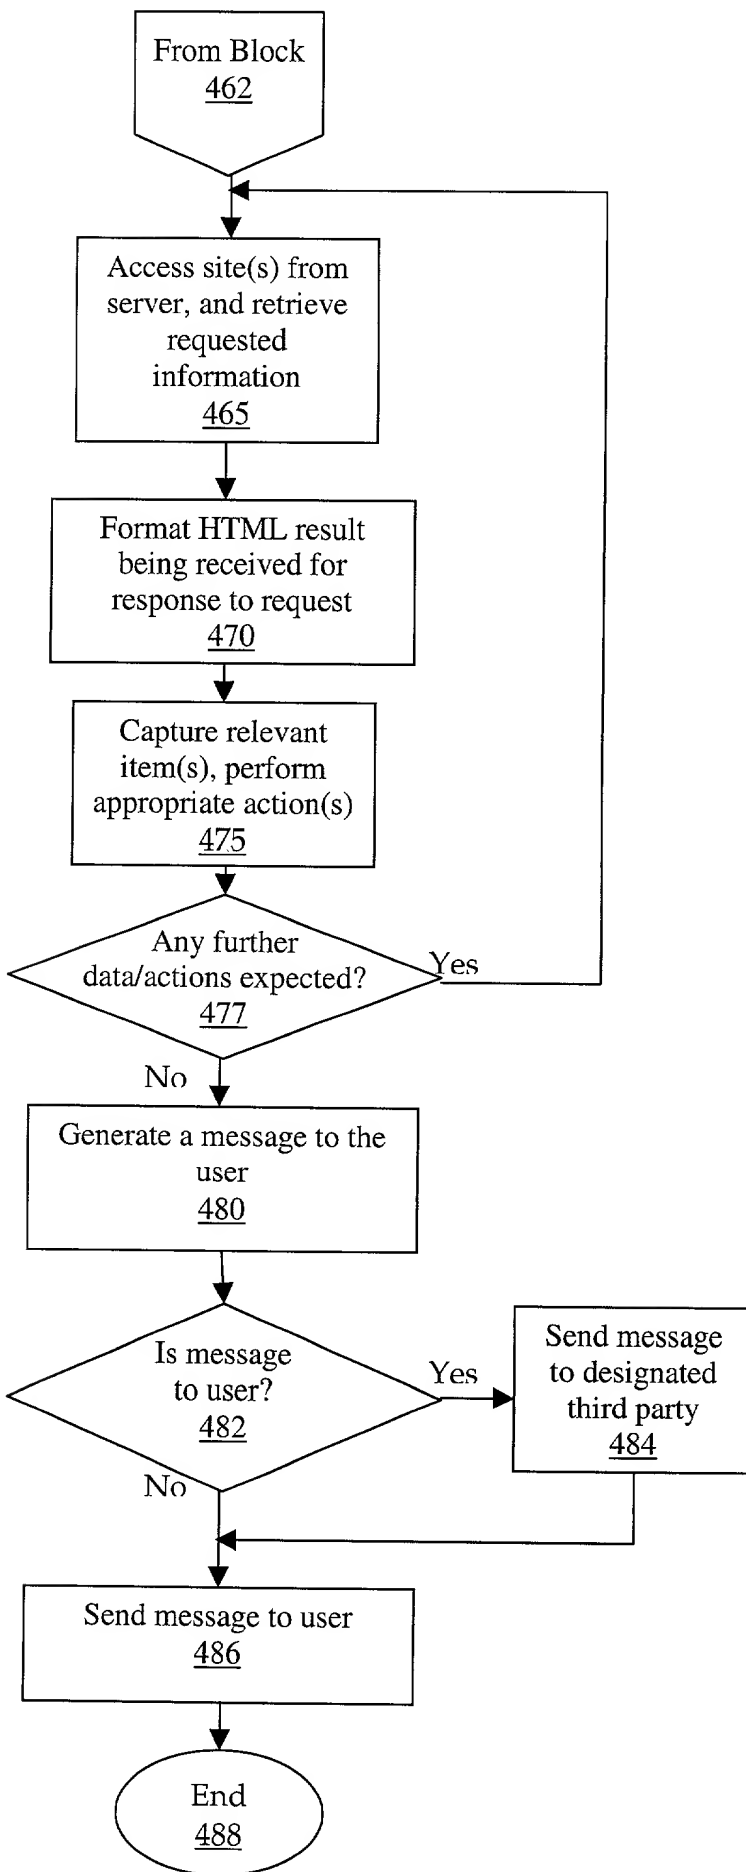 From Block
462
Access site(s) from
server, and retrieve
requested
information
465
Format HTML result
being received for
response to request
470
Capture relevant
item(s), perform
appropriate action(s)
475
Any further
data/actions expected?
477
Yes
No
Generate a message to the
user
480
Is message
to user?
482
Yes
No
Send message
to designated
third party
484
Send message to user
486
End
488